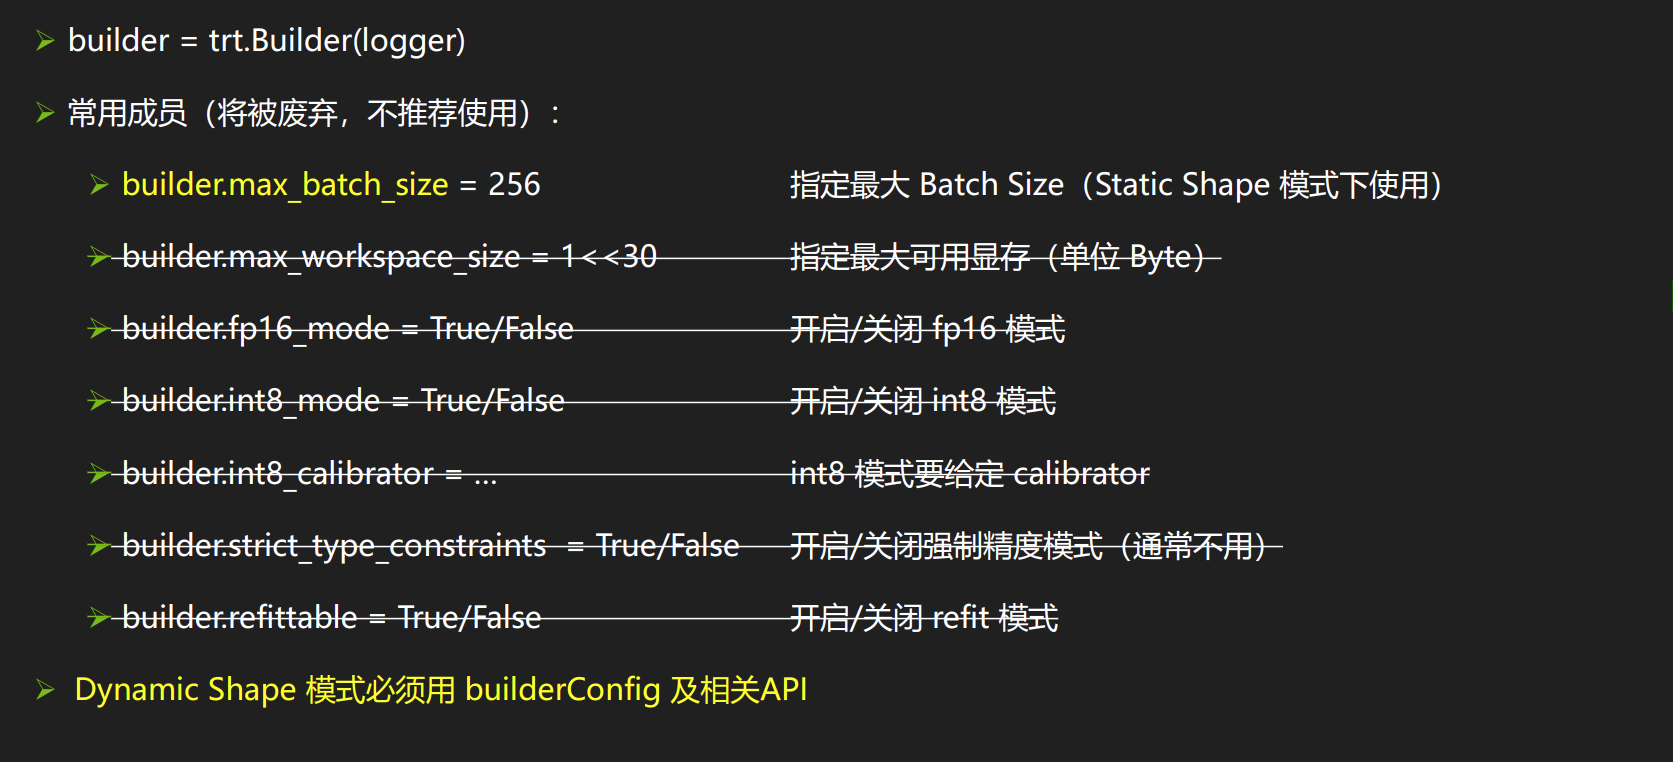 builder = trt.Builder(logger)
常用成员（将被废弃，不推荐使用）：
builder.max_batch_size = 256 指定最大 Batch Size（Static Shape 模式下使用）
builder.max_workspace_size = 1<<30 指定最大可用显存（单位 Byte）
builder.fp16_mode = True/False 开启/关闭 fp16 模式
builder.int8_mode = True/False 开启/关闭 int8 模式
builder.int8_calibrator = … int8 模式要给定 calibrator
builder.strict_type_constraints = True/False 开启/关闭强制精度模式（通常不用）
builder.refittable = True/False 开启/关闭 refit 模式
Dynamic Shape 模式必须用 builderConfig 及相关API